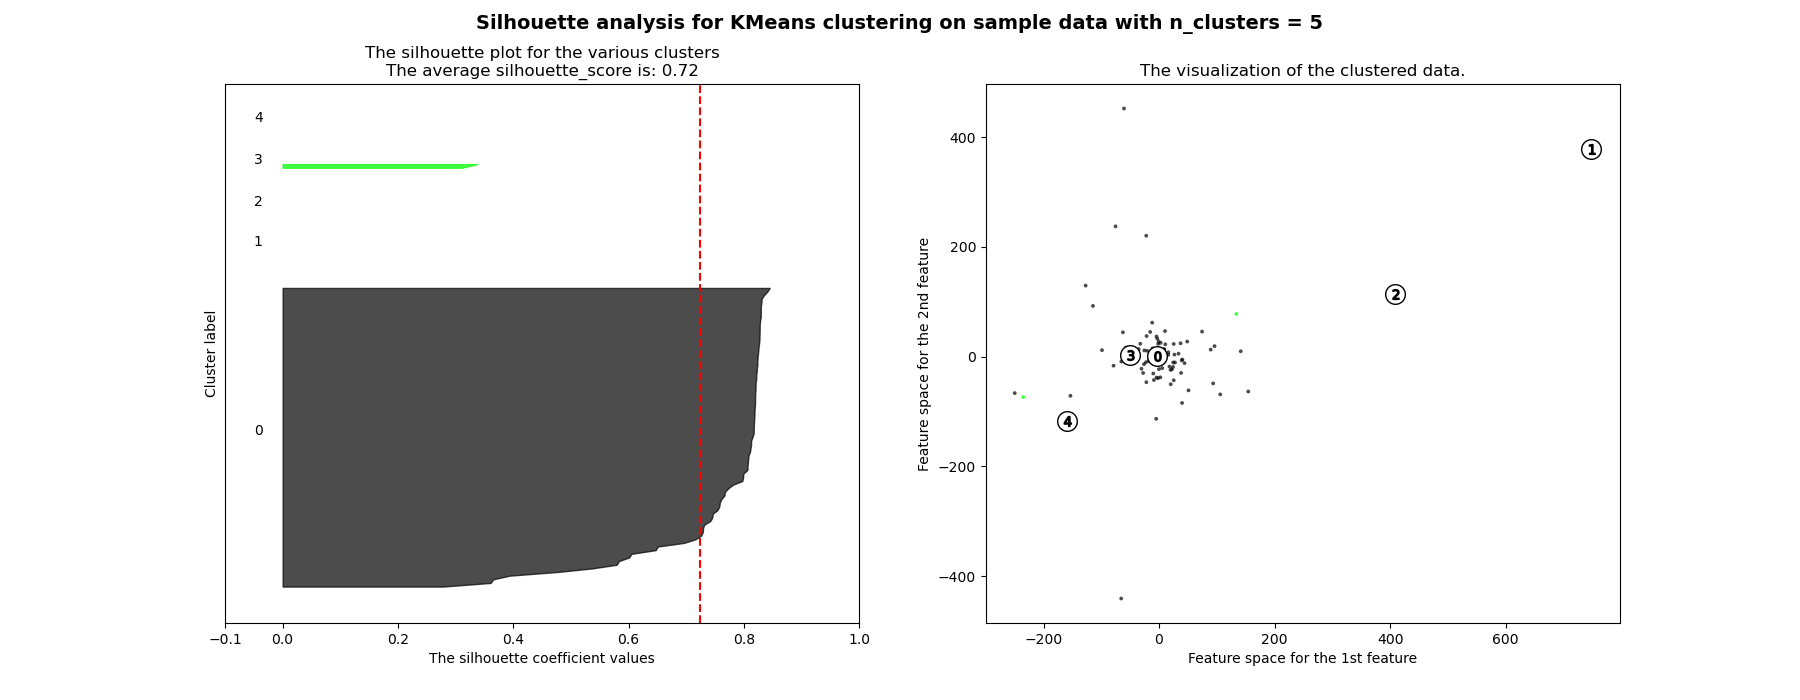 Silhouette analysis for KMeans clustering on sample data with n_clusters = 5
The silhouette plot for the various clusters
The average silhouette_score is: 0.72
4
3
2
1
0
Cluster label
−0.1 0.0 0.2 0.4 0.6 0.8 1.0
The silhouette coefficient values
The visualization of the clustered data.
400
200
0
−200
−400
Feature space for the 2nd feature
1
2
3 0
4
−200 0 200 400 600
Feature space for the 1st feature